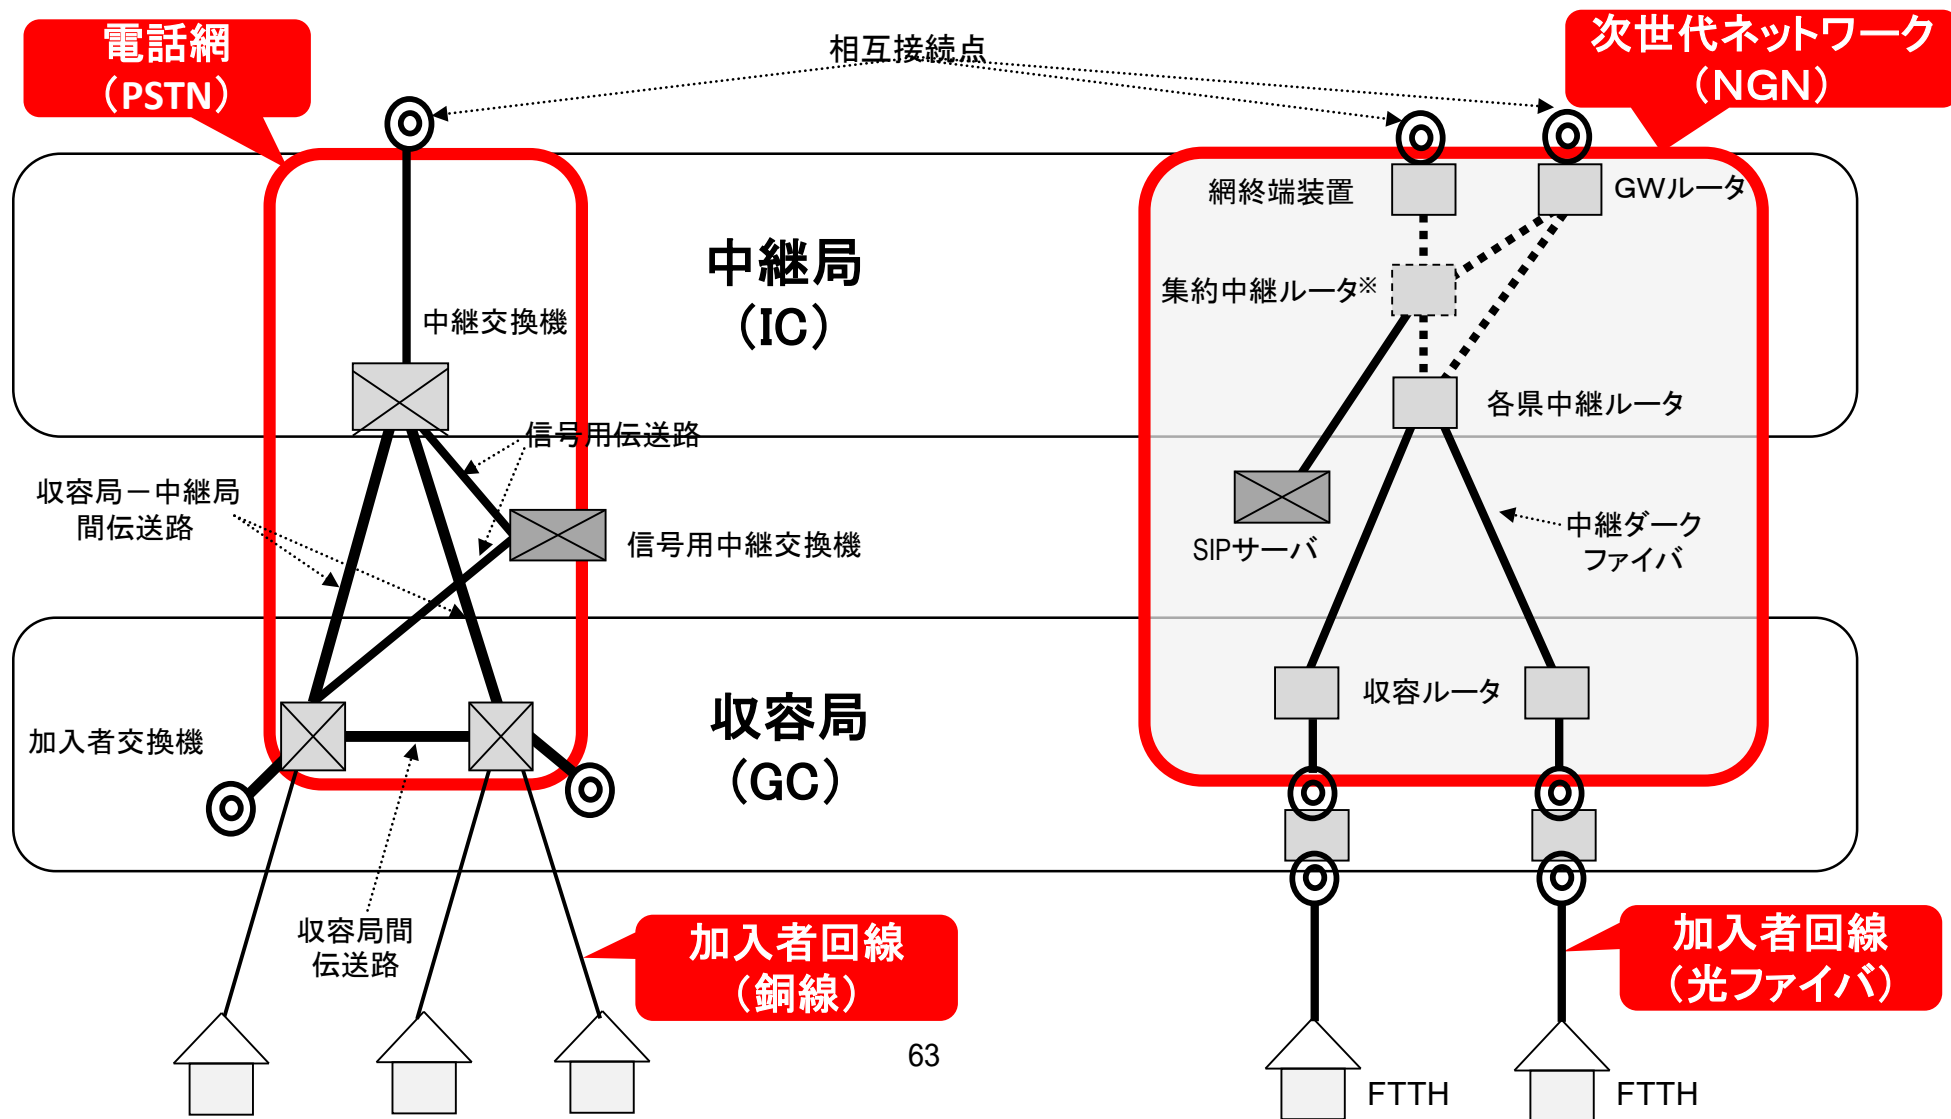 電話網
（PSTN）
相互接続点
次世代ネットワーク
（NGN）
網終端装置
GWルータ
中継局
（IC）
集約中継ルータ※
中継交換機
各県中継ルータ
信号用伝送路
収容局－中継局
間伝送路
信号用中継交換機
SIPサーバ
中継ダーク
ファイバ
収容ルータ
収容局
（GC）
加入者交換機
収容局間
伝送路
加入者回線
（銅線）
加入者回線
（光ファイバ）
63
FTTH
FTTH